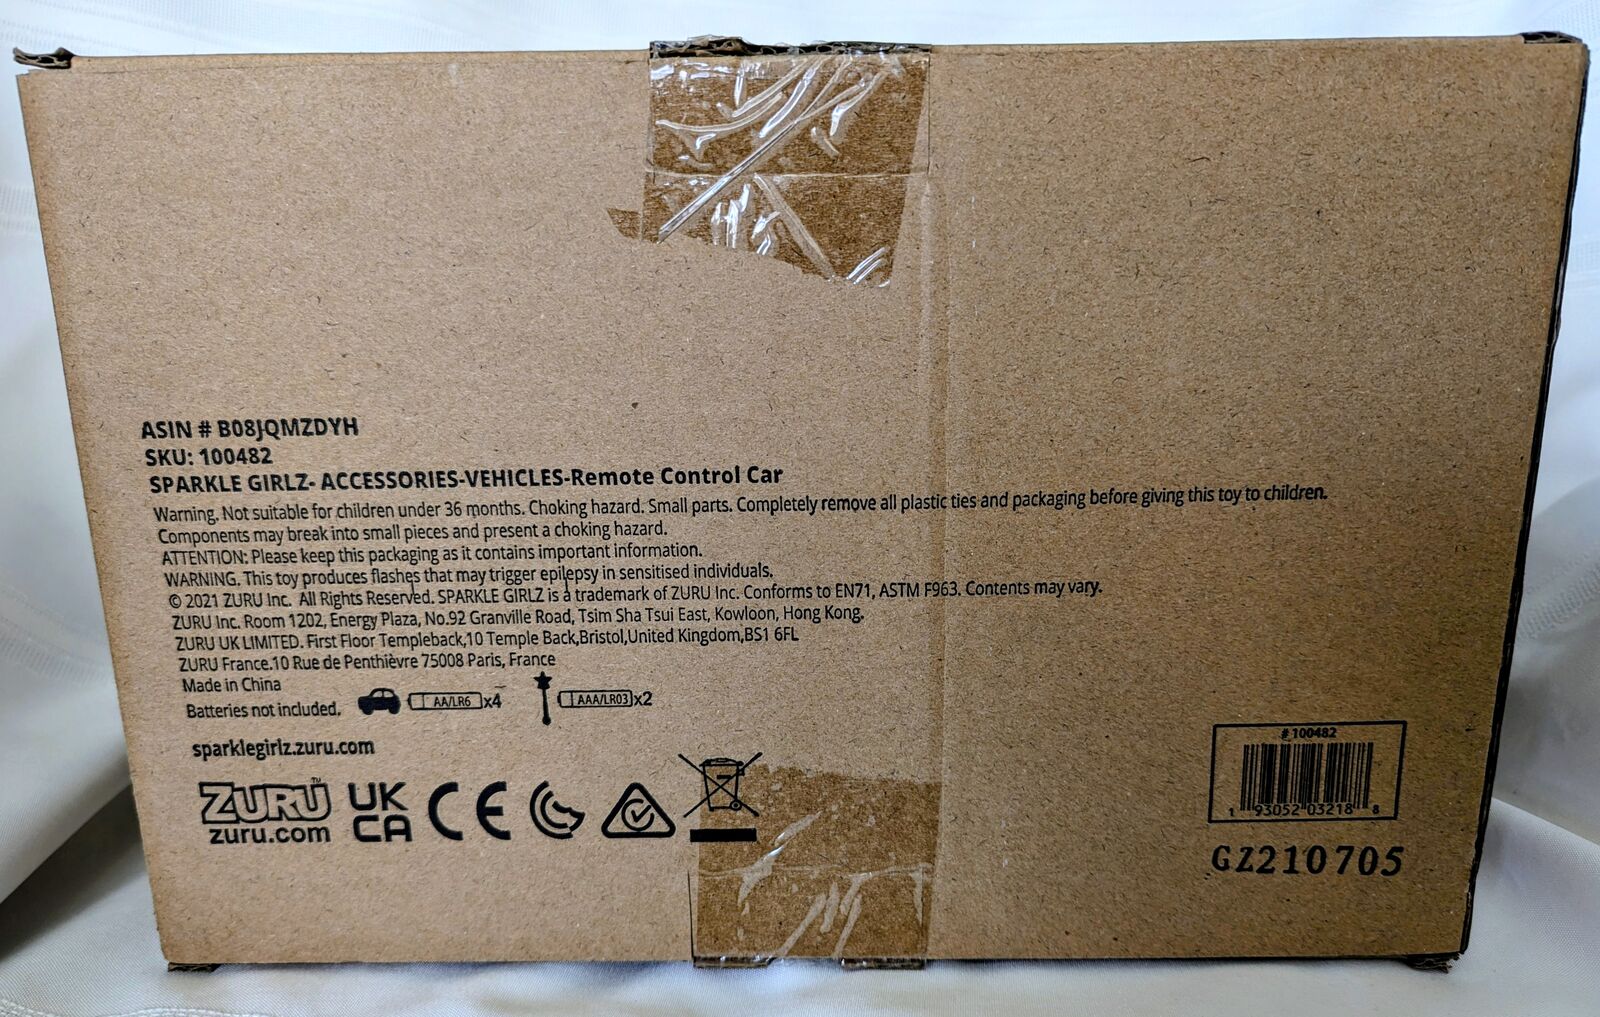 ASIN # B08JQMZDYH
SKU: 100482
SPARKLE GIRLZ- ACCESSORIES-VEHICLES-Remote Control Car
Warning. Not suitable for children under 36 months. Choking hazard. Small parts. Completely remove all plastic ties and packaging before giving this toy to children.
Components may break into small pieces and present a choking hazard.
ATTENTION: Please keep this packaging as it contains important information.
WARNING. This toy produces flashes that may trigger epilepsy in sensitised individuals.
© 2021 ZURU Inc. All Rights Reserved. SPARKLE GIRLZ is a trademark of ZURU Inc. Conforms to EN71, ASTM F963. Contents may vary.
ZURU Inc. Room 1202, Energy Plaza, No.92 Granville Road, Tsim Sha Tsui East, Kowloon, Hong Kong.
ZURU UK LIMITED. First Floor Templeback,10 Temple Back,Bristol,United Kingdom,BS1 6FL
ZURU France.10 Rue de Penthièvre 75008 Paris, France
Made in China
Batteries not included. AA/LR6 x4 AAA/LR03 x2
sparklegirlz.zuru.com
ZURU™
zuru.com
UK
CA
CE
#100482
1 93052 03218 8
GZ210705